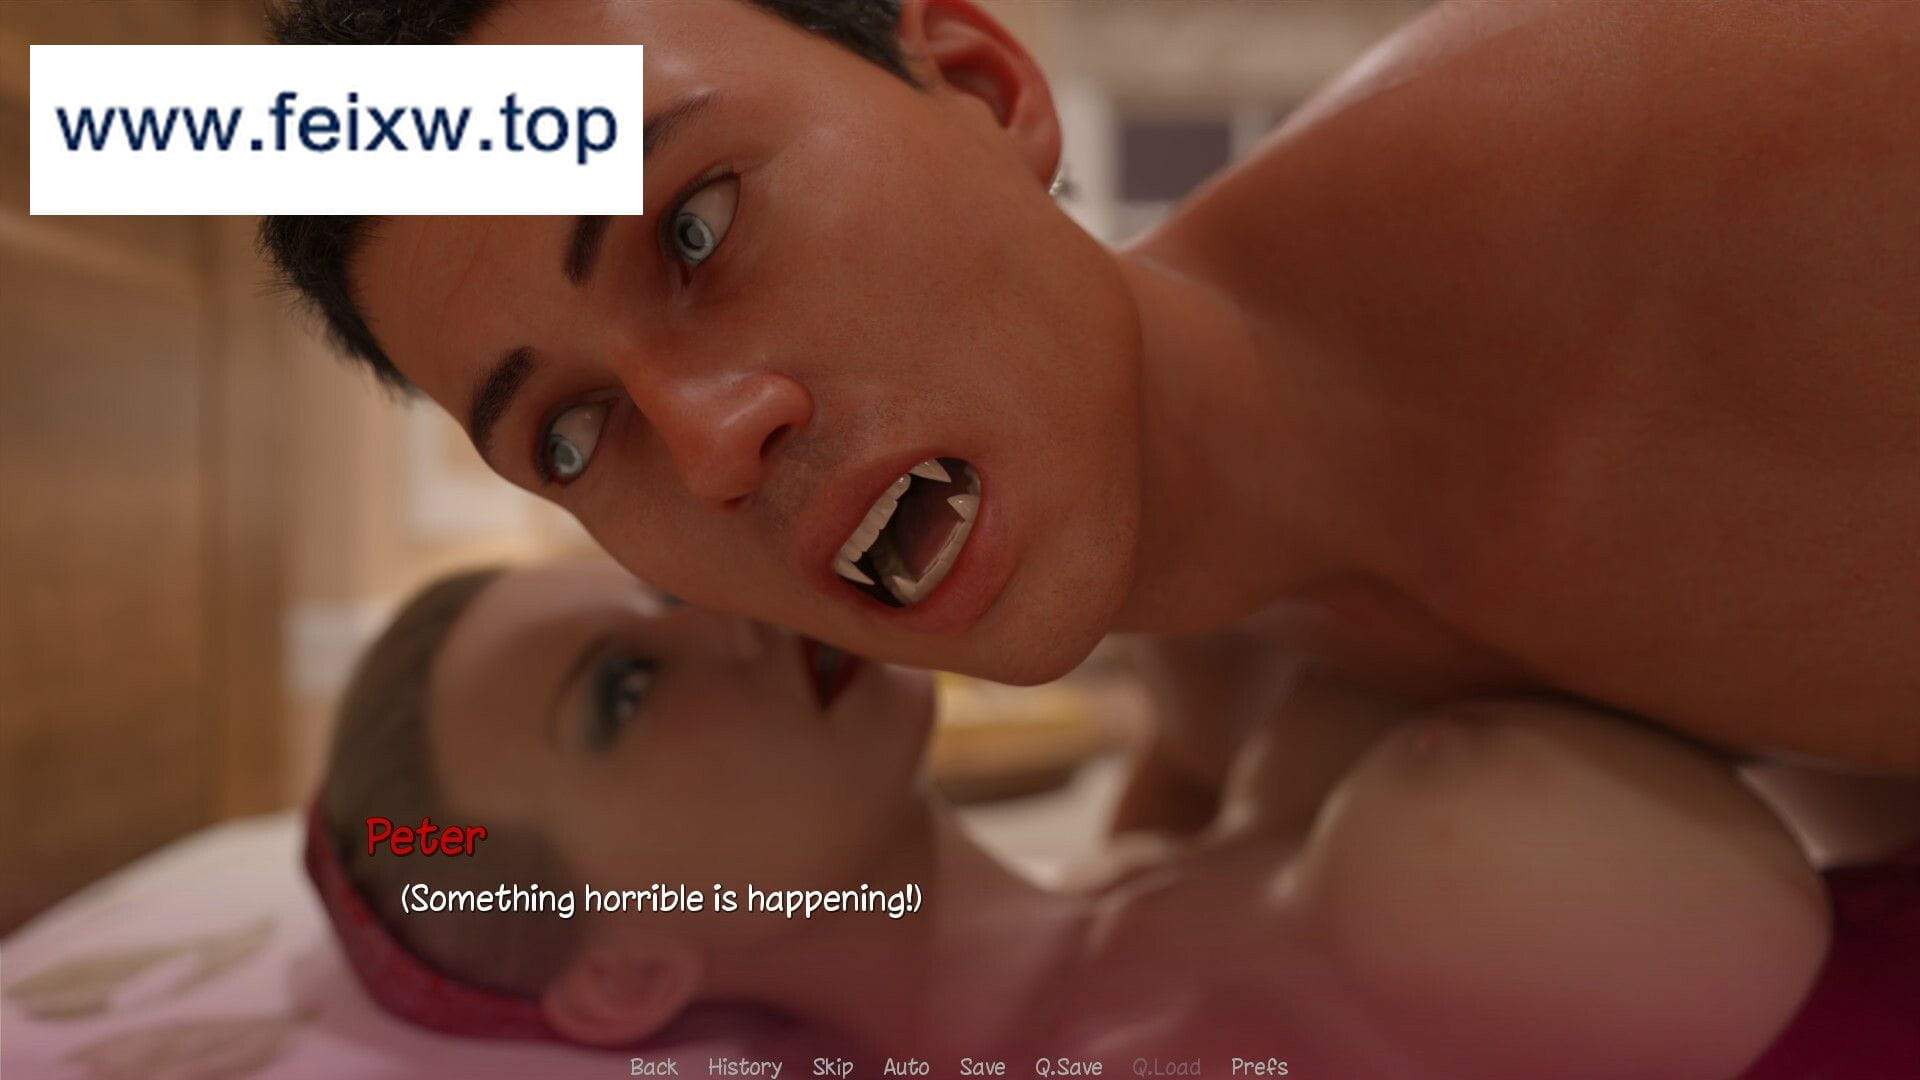 www.feixw.top
Peter
(Something horrible is happening!)
Back History Skip Auto Save Q.Save Q.Load Prefs